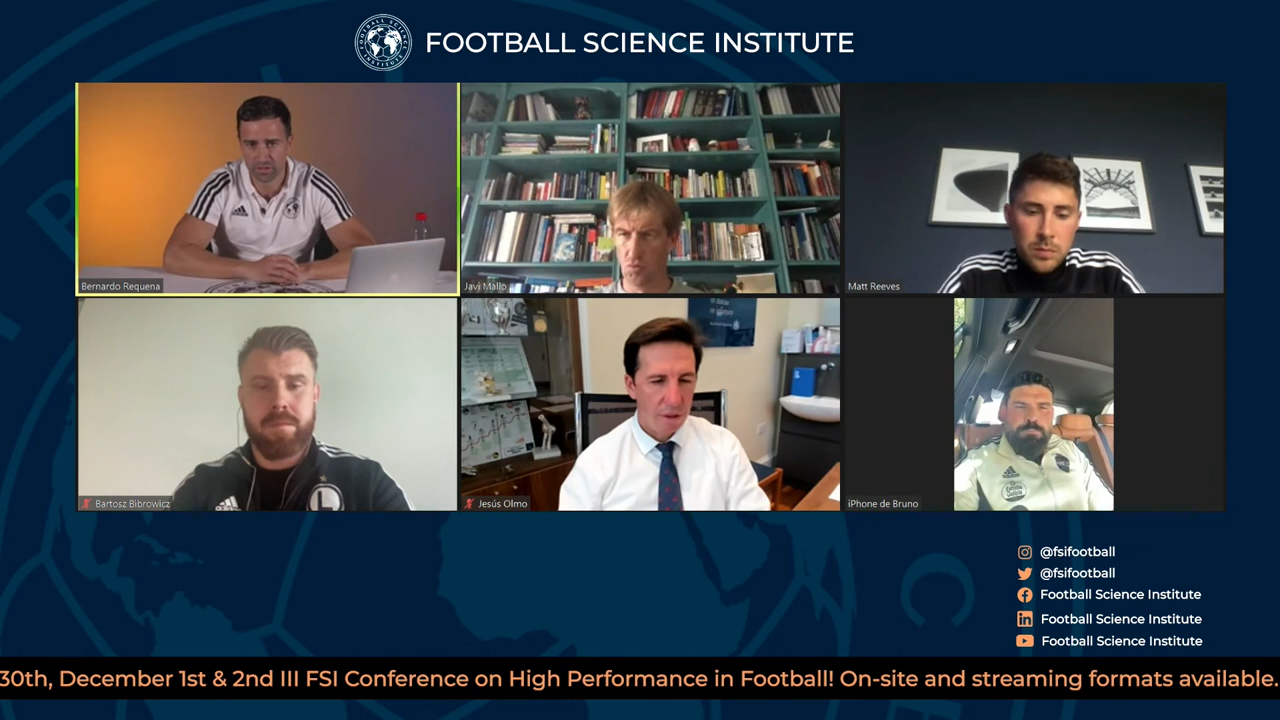 FOOTBALL SCIENCE INSTITUTE
Bernardo Requena
Javi Mallo
Matt Reeves
Bartosz Bibrowicz
Jesús Olmo
iPhone de Bruno
@fsifootball
@fsifootball
Football Science Institute
Football Science Institute
Football Science Institute
30th, December 1st & 2nd III FSI Conference on High Performance in Football! On-site and streaming formats available.